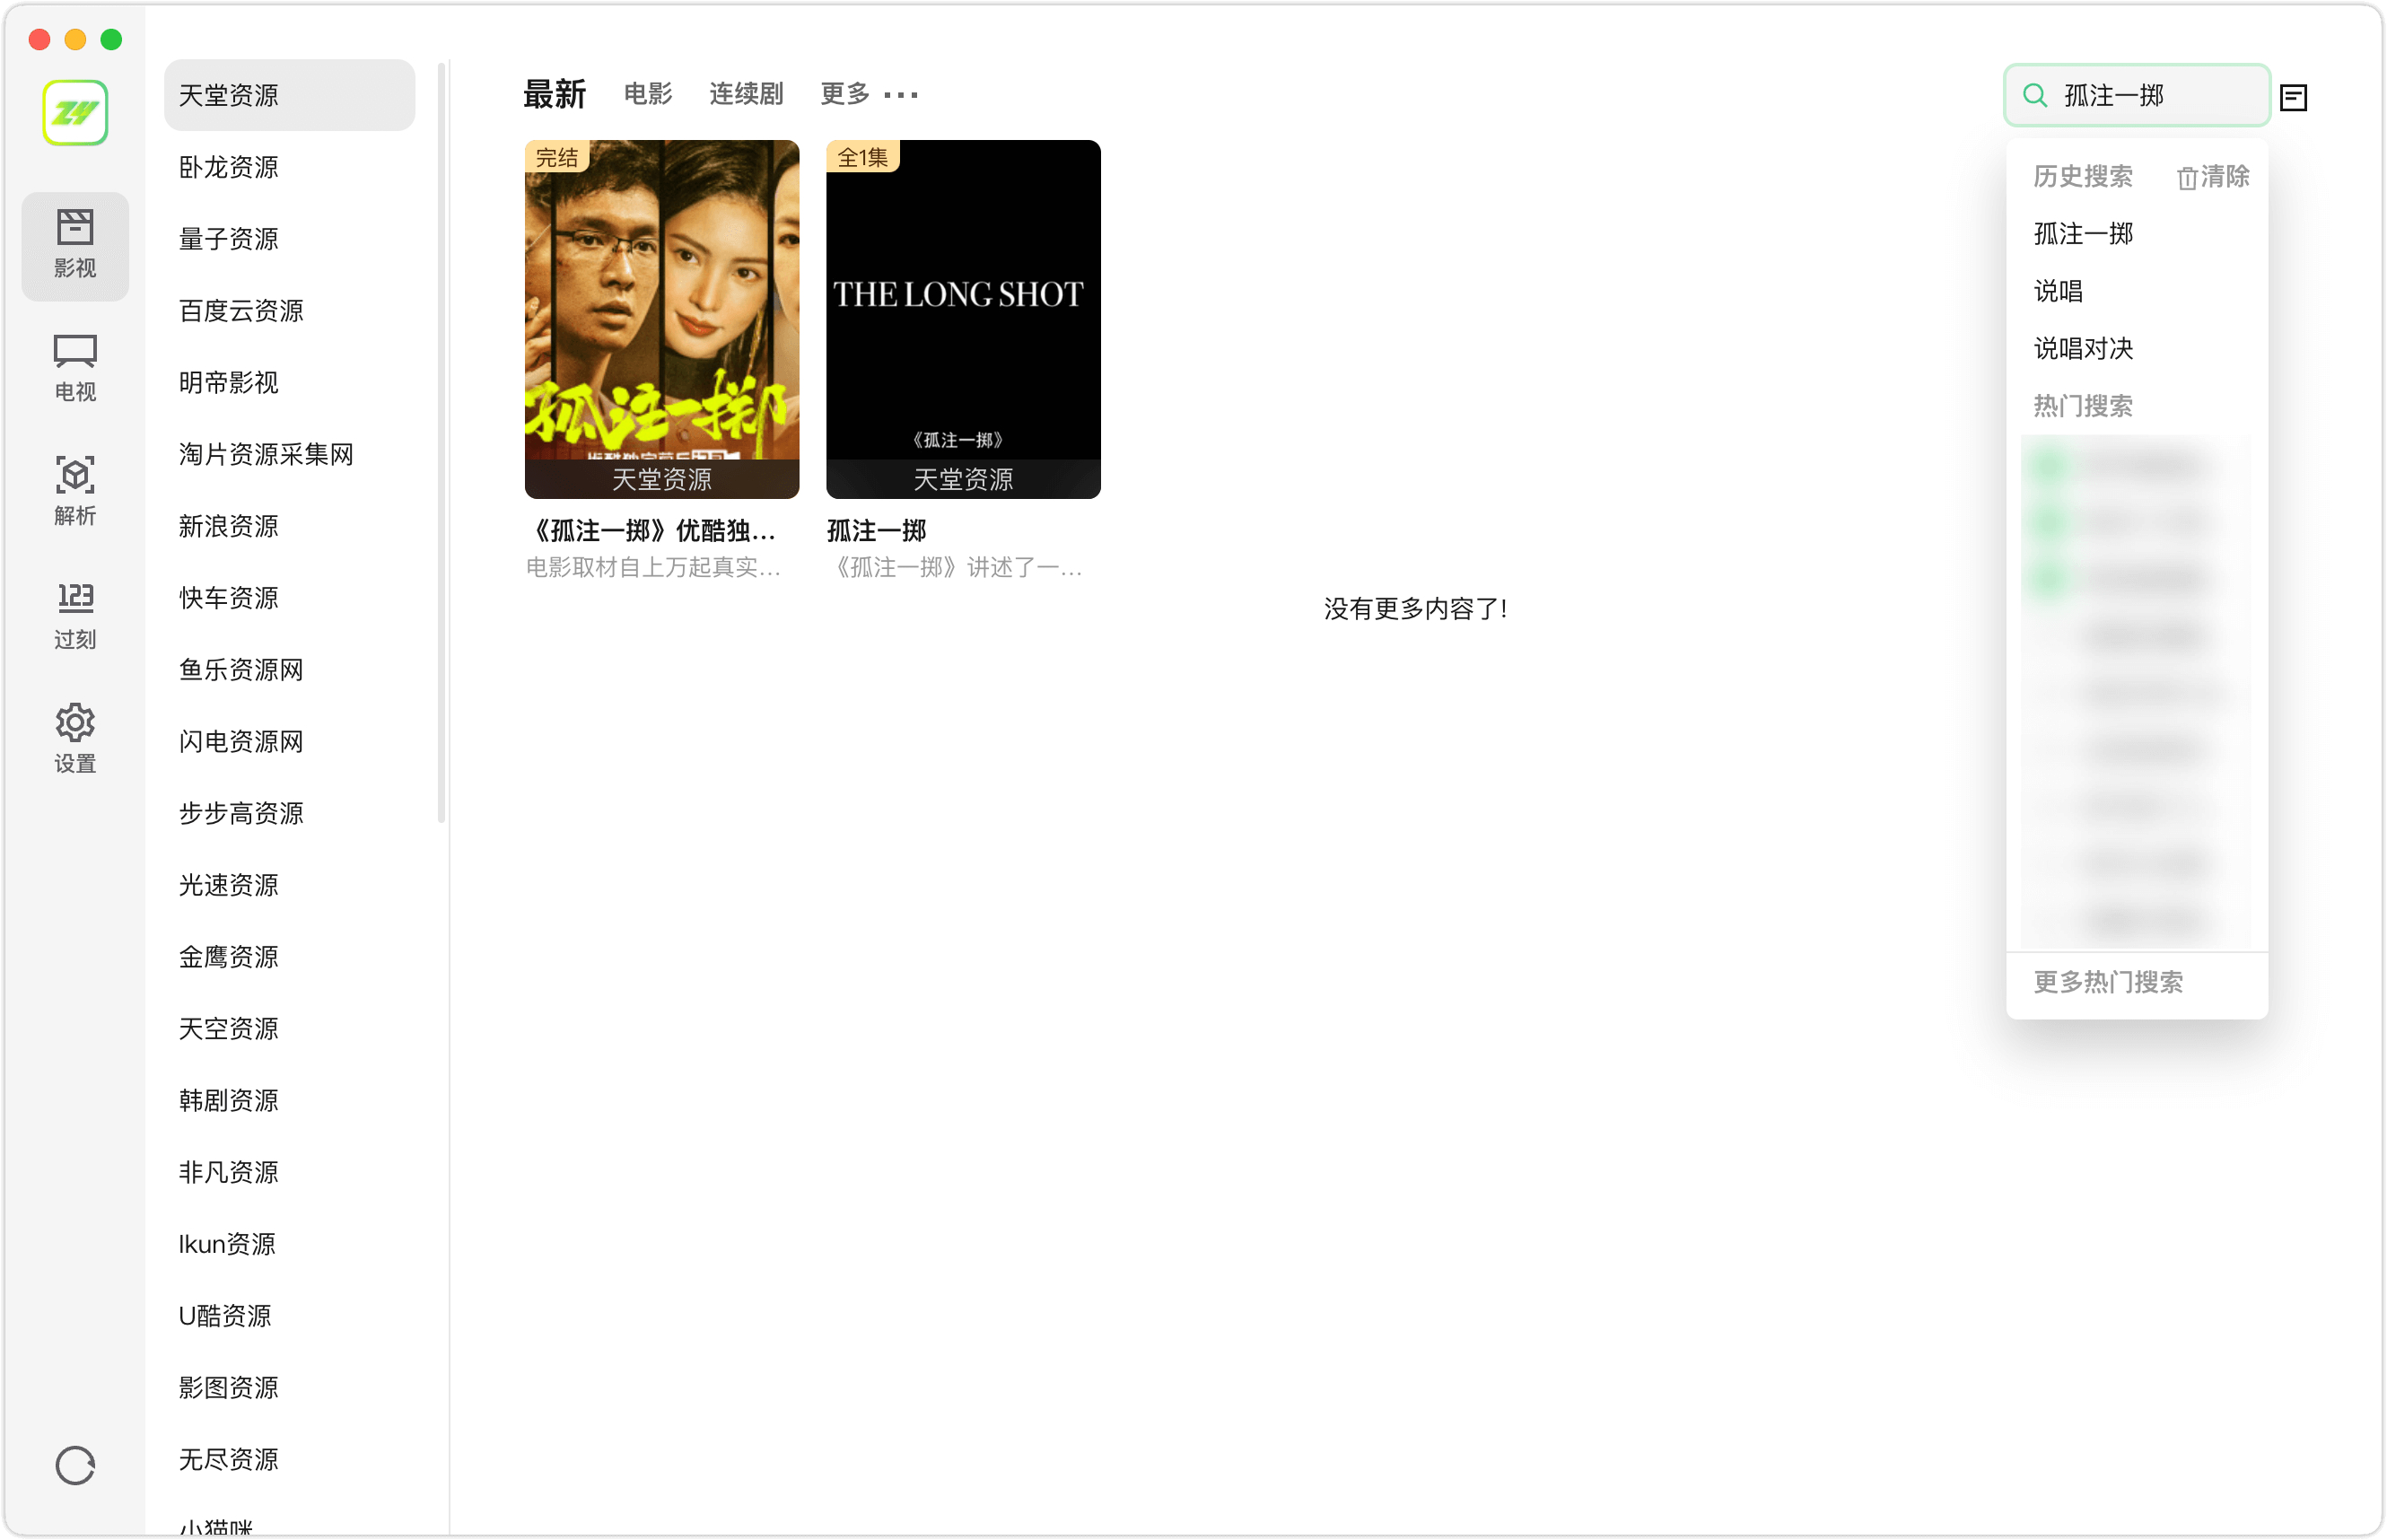 ZY
影视
电视
解析
123
过刻
设置
天堂资源
卧龙资源
量子资源
百度云资源
明帝影视
淘片资源采集网
新浪资源
快车资源
鱼乐资源网
闪电资源网
步步高资源
光速资源
金鹰资源
天空资源
韩剧资源
非凡资源
Ikun资源
U酷资源
影图资源
无尽资源
小猫咪
最新 电影 连续剧 更多 ···
完结
孤注一掷
天堂资源
《孤注一掷》优酷独...
电影取材自上万起真实...
全1集
THE LONG SHOT
《孤注一掷》
天堂资源
孤注一掷
《孤注一掷》讲述了一...
没有更多内容了!
孤注一掷
历史搜索 清除
孤注一掷
说唱
说唱对决
热门搜索
更多热门搜索